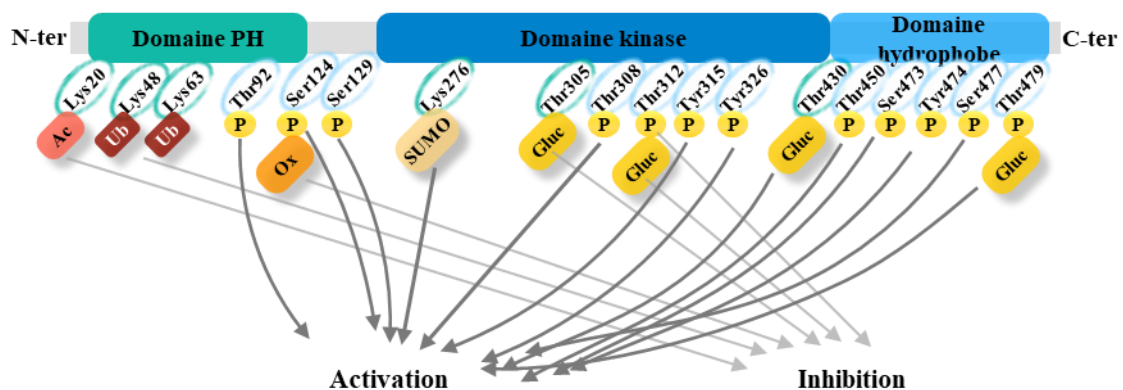 N-ter
Domaine PH
Domaine kinase
Domaine
hydrophobe
C-ter
Lys20
Lys48
Lys63
Thr92
Ser124
Ser129
Lys276
Thr305
Thr308
Thr312
Tyr315
Tyr326
Thr430
Thr450
Ser473
Tyr474
Ser477
Thr479
Ac
Ub
Ub
P
P
P
SUMO
Gluc
P
P
P
P
Gluc
P
P
P
P
P
Ox
Gluc
Gluc
Activation
Inhibition